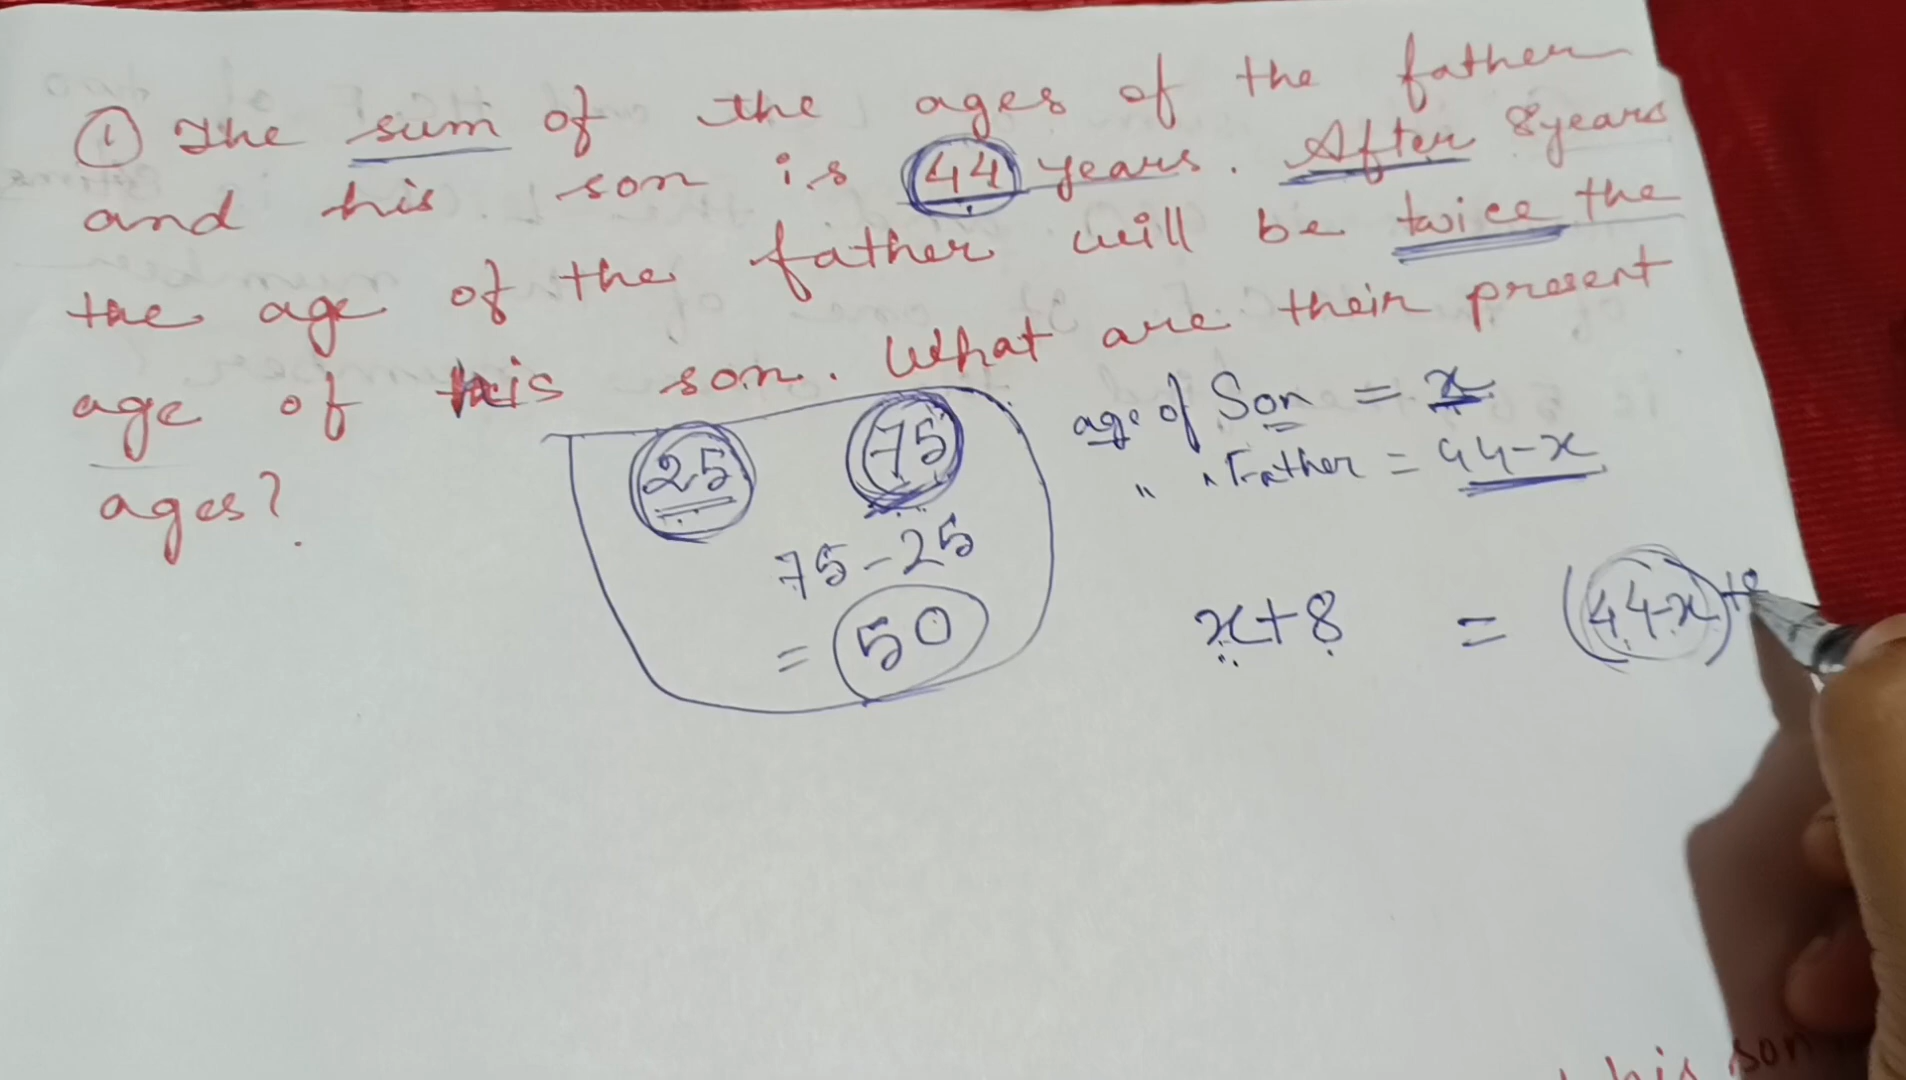 ① The sum of the ages of the father
and his son is 44 years. After 8 years
the age of the father will be twice the
age of his son. What are their present
ages?
25 75
75-25
= 50
age of Son = x
" " Father = 44-x
x+8 = (44-x)+8
his son